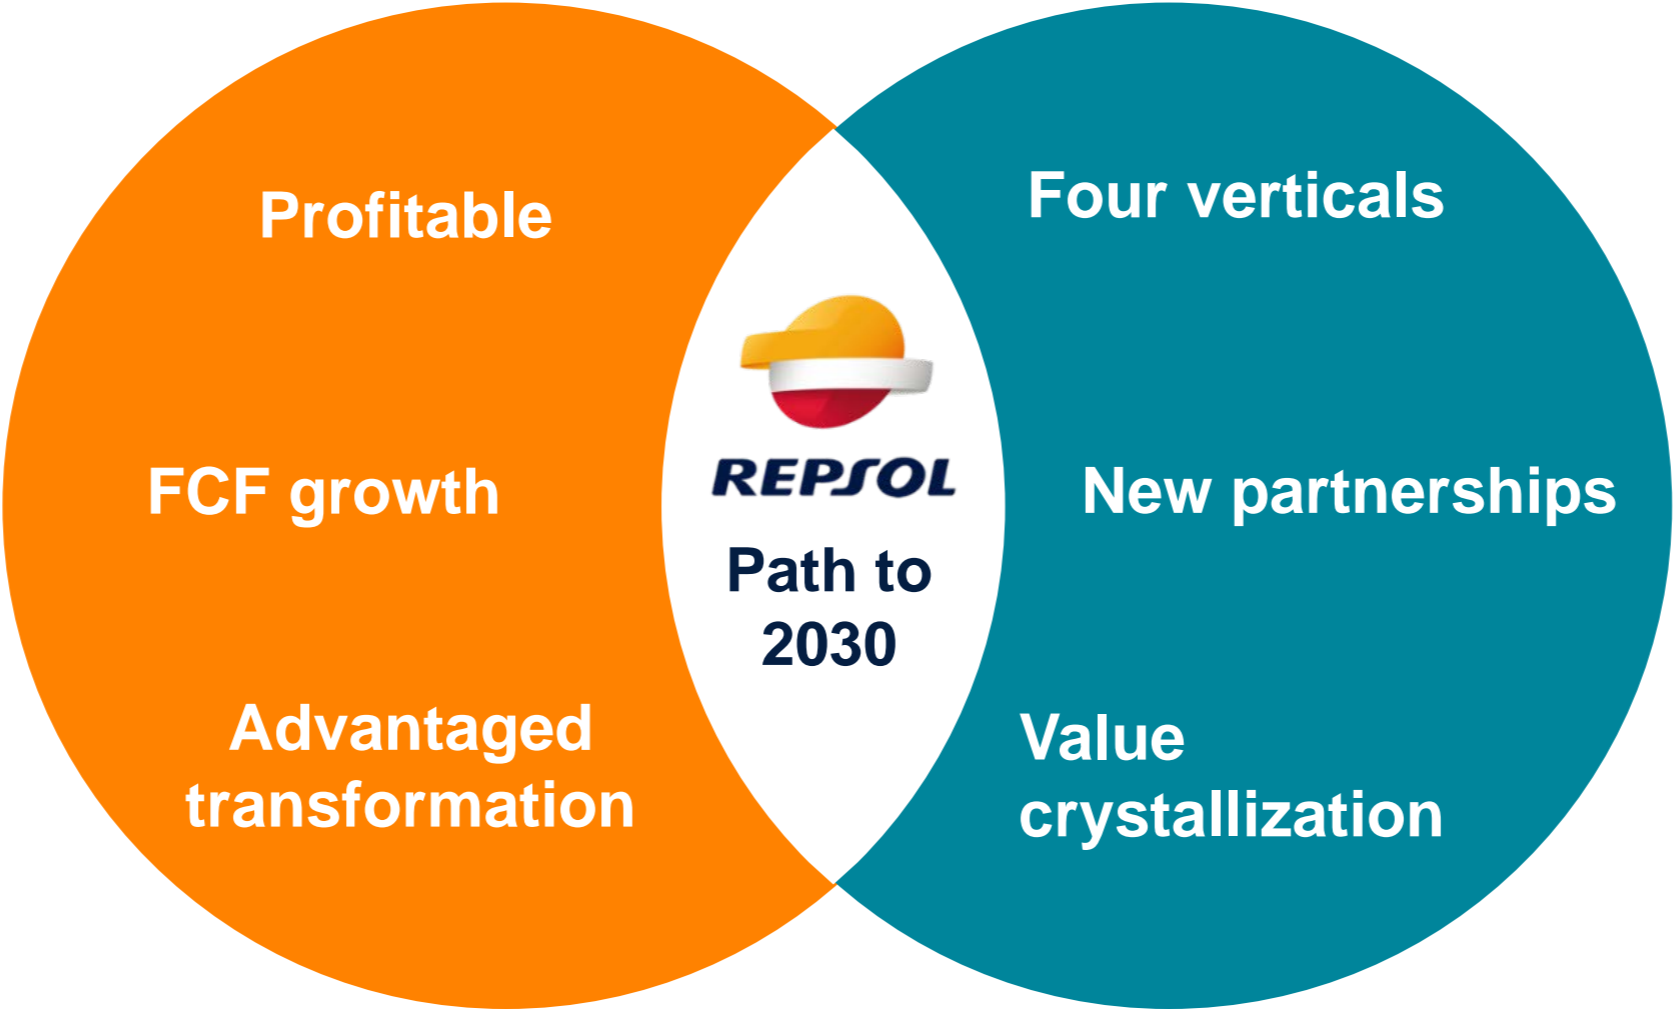 Profitable
FCF growth
Advantaged
transformation
REPSOL
Path to
2030
Four verticals
New partnerships
Value
crystallization